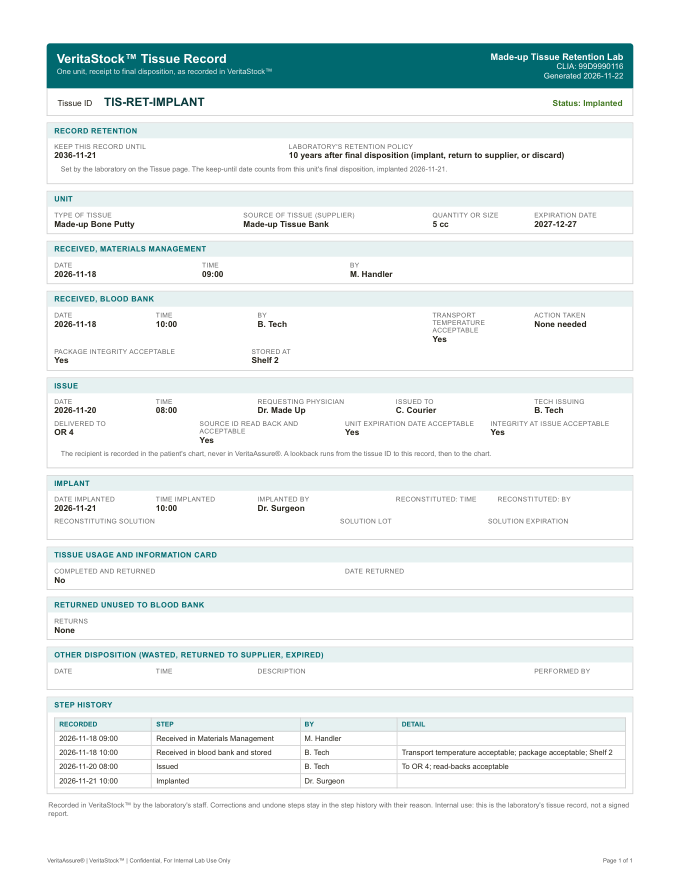 VeritaStock™ Tissue Record
One unit, receipt to final disposition, as recorded in VeritaStock™
Made-up Tissue Retention Lab
CLIA: 99D9990116
Generated 2026-11-22
Tissue ID TIS-RET-IMPLANT
Status: Implanted
RECORD RETENTION
KEEP THIS RECORD UNTIL LABORATORY'S RETENTION POLICY
2036-11-21 10 years after final disposition (implant, return to supplier, or discard)
Set by the laboratory on the Tissue page. The keep-until date counts from this unit's final disposition, implanted 2026-11-21.
UNIT
TYPE OF TISSUE SOURCE OF TISSUE (SUPPLIER) QUANTITY OR SIZE EXPIRATION DATE
Made-up Bone Putty Made-up Tissue Bank 5 cc 2027-12-27
RECEIVED, MATERIALS MANAGEMENT
DATE TIME BY
2026-11-18 09:00 M. Handler
RECEIVED, BLOOD BANK
DATE TIME BY TRANSPORT TEMPERATURE ACCEPTABLE ACTION TAKEN
2026-11-18 10:00 B. Tech Yes None needed
PACKAGE INTEGRITY ACCEPTABLE STORED AT
Yes Shelf 2
ISSUE
DATE TIME REQUESTING PHYSICIAN ISSUED TO TECH ISSUING
2026-11-20 08:00 Dr. Made Up C. Courier B. Tech
DELIVERED TO SOURCE ID READ BACK AND ACCEPTABLE UNIT EXPIRATION DATE ACCEPTABLE INTEGRITY AT ISSUE ACCEPTABLE
OR 4 Yes Yes Yes
The recipient is recorded in the patient's chart, never in VeritaAssure®. A lookback runs from the tissue ID to this record, then to the chart.
IMPLANT
DATE IMPLANTED TIME IMPLANTED IMPLANTED BY RECONSTITUTED: TIME RECONSTITUTED: BY
2026-11-21 10:00 Dr. Surgeon
RECONSTITUTING SOLUTION SOLUTION LOT SOLUTION EXPIRATION
TISSUE USAGE AND INFORMATION CARD
COMPLETED AND RETURNED DATE RETURNED
No
RETURNED UNUSED TO BLOOD BANK
RETURNS
None
OTHER DISPOSITION (WASTED, RETURNED TO SUPPLIER, EXPIRED)
DATE TIME DESCRIPTION PERFORMED BY
STEP HISTORY
RECORDED STEP BY DETAIL
2026-11-18 09:00 Received in Materials Management M. Handler
2026-11-18 10:00 Received in blood bank and stored B. Tech Transport temperature acceptable; package acceptable; Shelf 2
2026-11-20 08:00 Issued B. Tech To OR 4; read-backs acceptable
2026-11-21 10:00 Implanted Dr. Surgeon
Recorded in VeritaStock™ by the laboratory's staff. Corrections and undone steps stay in the step history with their reason. Internal use: this is the laboratory's tissue record, not a signed
report.
VeritaAssure® | VeritaStock™ | Confidential, For Internal Lab Use Only
Page 1 of 1